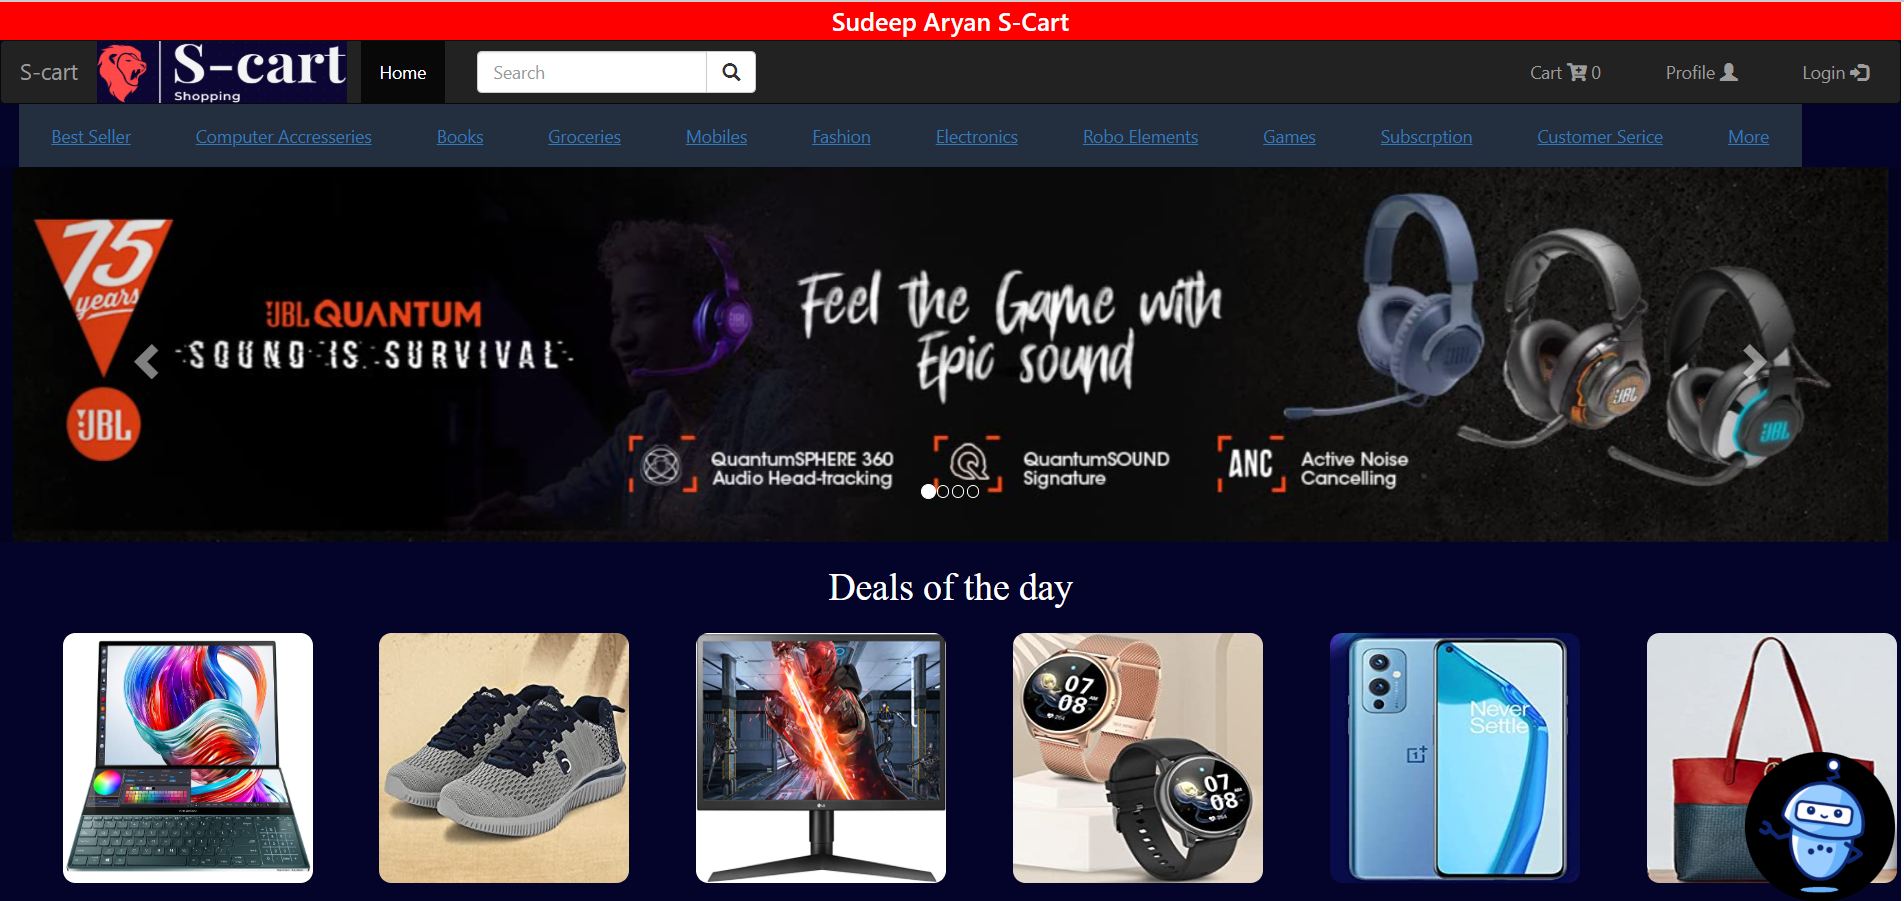 Sudeep Aryan S-Cart
S-cart
S-cart
Shopping
Home
Search
Cart 0
Profile
Login
Best Seller
Computer Accresseries
Books
Groceries
Mobiles
Fashion
Electronics
Robo Elements
Games
Subscrption
Customer Serice
More
75
years
JBL
JBL QUANTUM
SOUND IS SURVIVAL
Feel the Game with
Epic sound
QuantumSPHERE 360
Audio Head-tracking
QuantumSOUND
Signature
ANC
Active Noise
Cancelling
JBL
JBL
Deals of the day
LG
07
08
07
08
Never
Settle